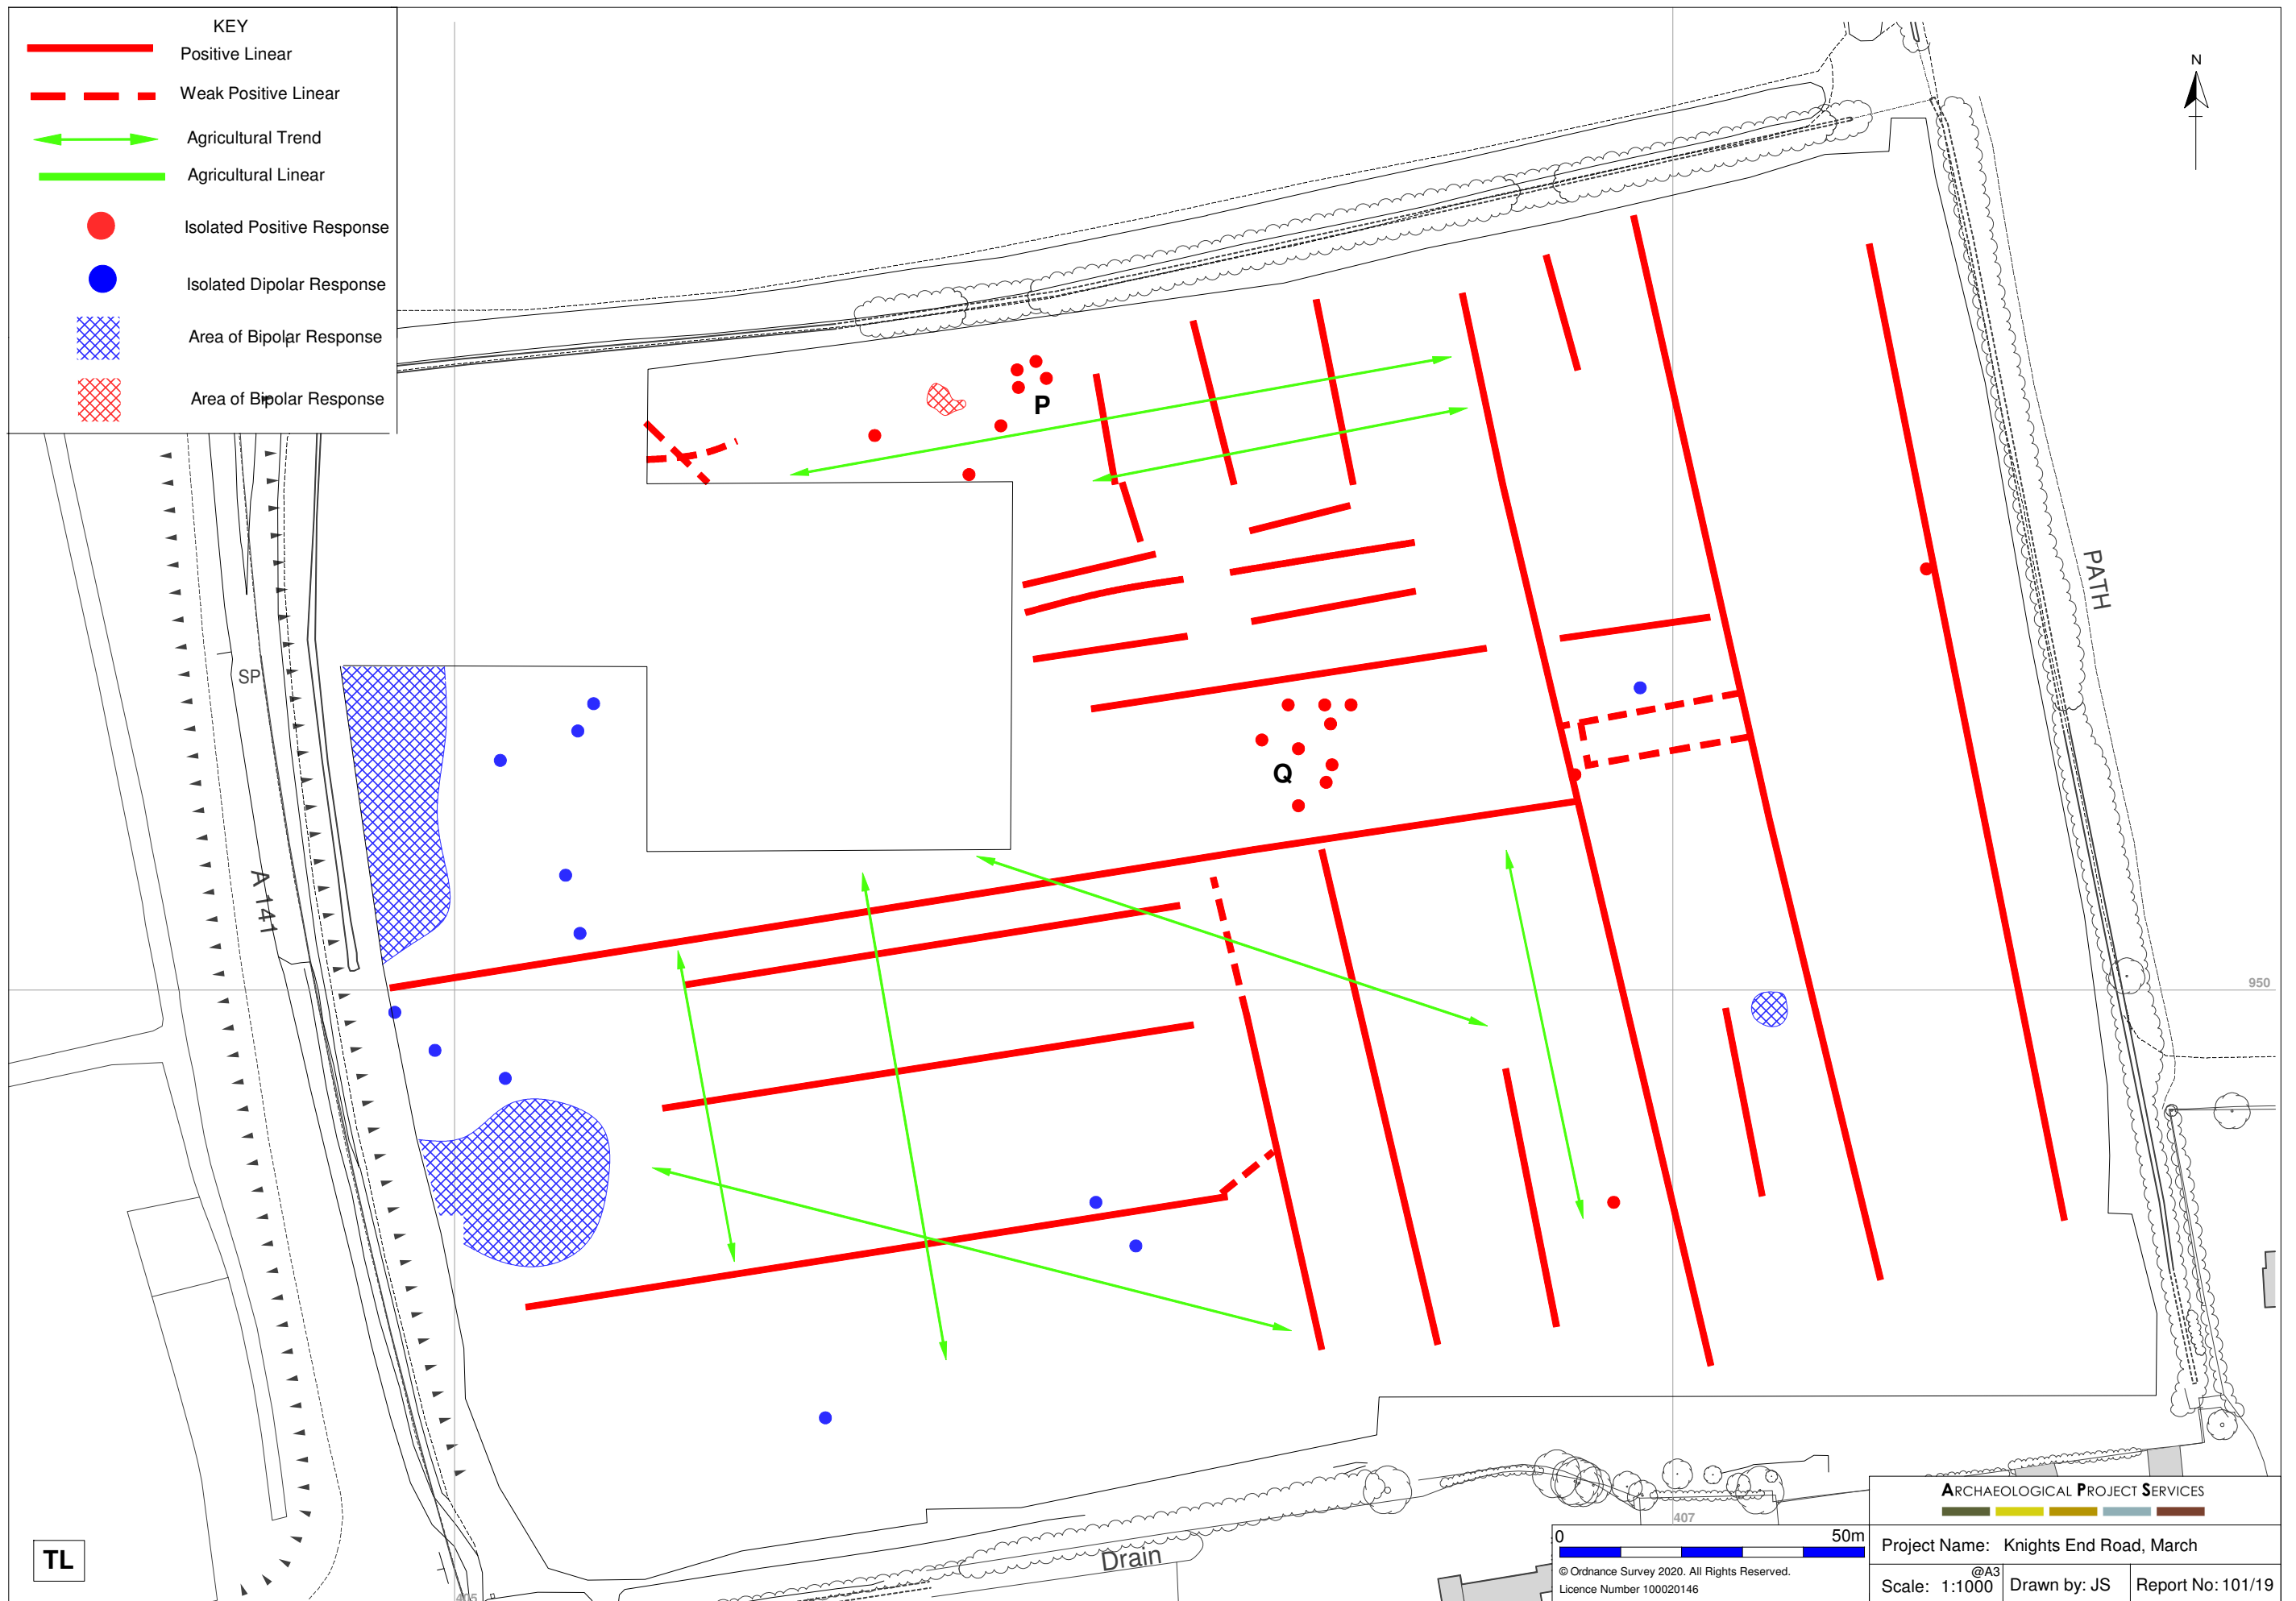 KEY
Positive Linear
Weak Positive Linear
Agricultural Trend
Agricultural Linear
Isolated Positive Response
Isolated Dipolar Response
Area of Bipolar Response
Area of Bipolar Response
N
P
PATH
SP
Q
A 141
950
407
Drain
TL
405
0 50m
© Ordnance Survey 2020. All Rights Reserved.
Licence Number 100020146
ARCHAEOLOGICAL PROJECT SERVICES
Project Name: Knights End Road, March
@A3
Scale: 1:1000
Drawn by: JS
Report No: 101/19